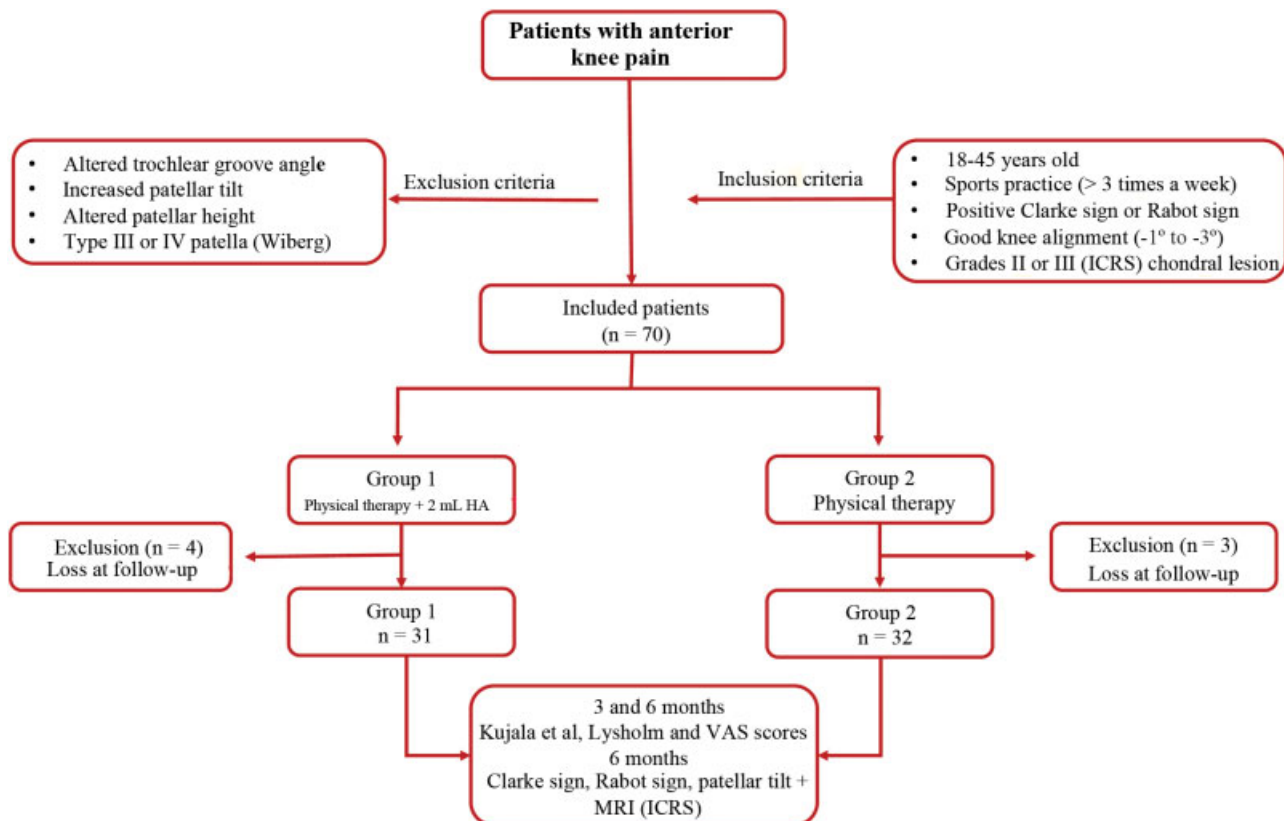 Patients with anterior
knee pain
• Altered trochlear groove angle
• Increased patellar tilt
• Altered patellar height
• Type III or IV patella (Wiberg)
Exclusion criteria
Inclusion criteria
• 18-45 years old
• Sports practice (> 3 times a week)
• Positive Clarke sign or Rabot sign
• Good knee alignment (-1º to -3º)
• Grades II or III (ICRS) chondral lesion
Included patients
(n = 70)
Group 1
Physical therapy + 2 mL HA
Group 2
Physical therapy
Exclusion (n = 4)
Loss at follow-up
Exclusion (n = 3)
Loss at follow-up
Group 1
n = 31
Group 2
n = 32
3 and 6 months
Kujala et al, Lysholm and VAS scores
6 months
Clarke sign, Rabot sign, patellar tilt +
MRI (ICRS)